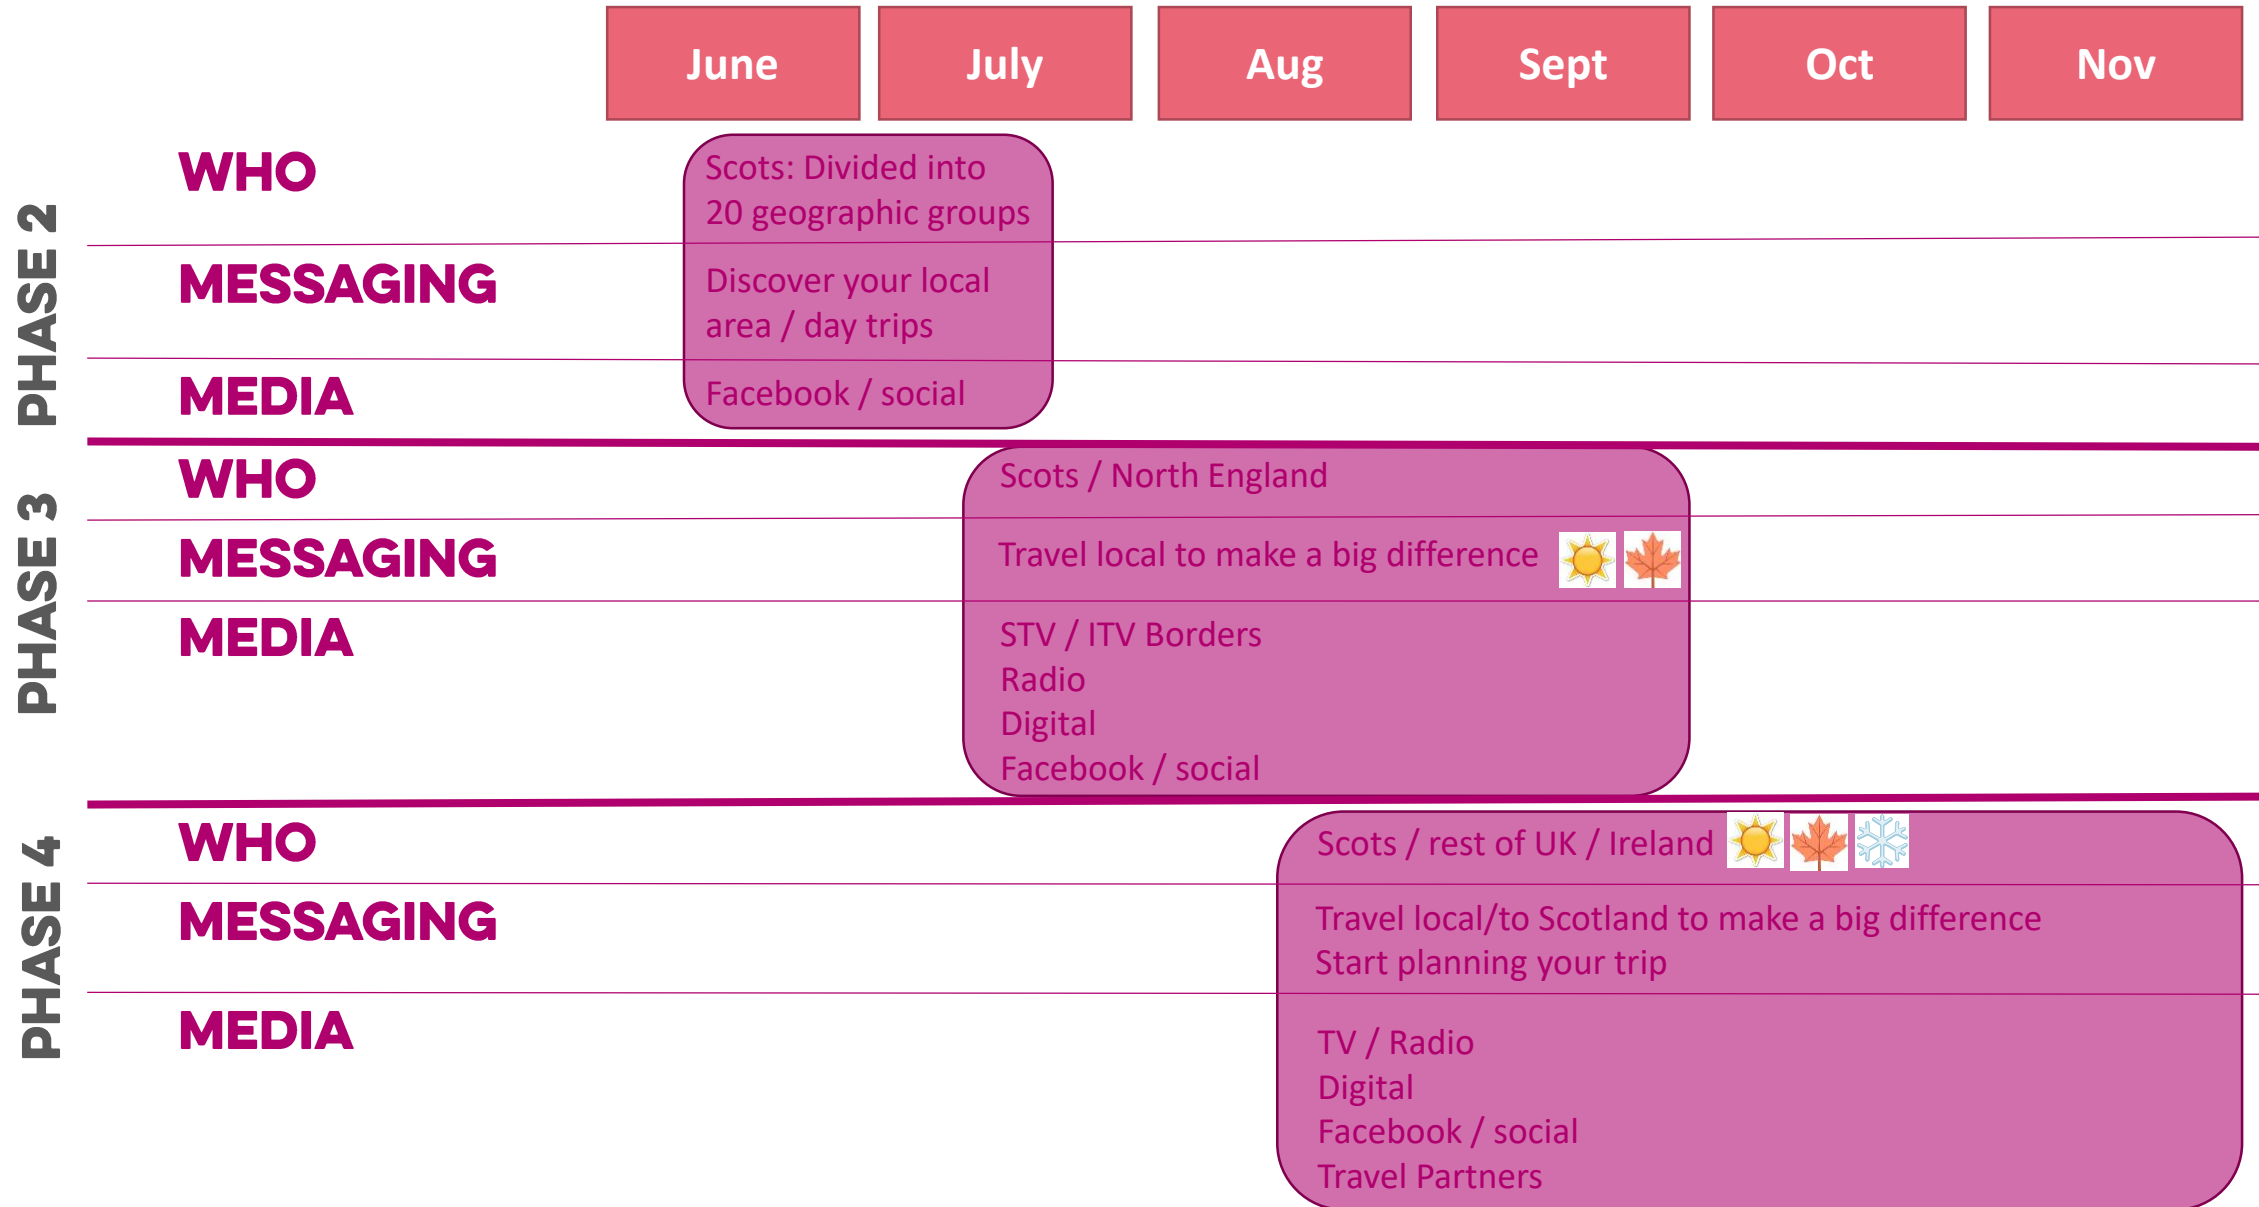 June
July
Aug
Sept
Oct
Nov
PHASE 2
WHO
Scots: Divided into
20 geographic groups
MESSAGING
Discover your local
area / day trips
MEDIA
Facebook / social
PHASE 3
WHO
Scots / North England
MESSAGING
Travel local to make a big difference
MEDIA
STV / ITV Borders
Radio
Digital
Facebook / social
PHASE 4
WHO
Scots / rest of UK / Ireland
MESSAGING
Travel local/to Scotland to make a big difference
Start planning your trip
MEDIA
TV / Radio
Digital
Facebook / social
Travel Partners